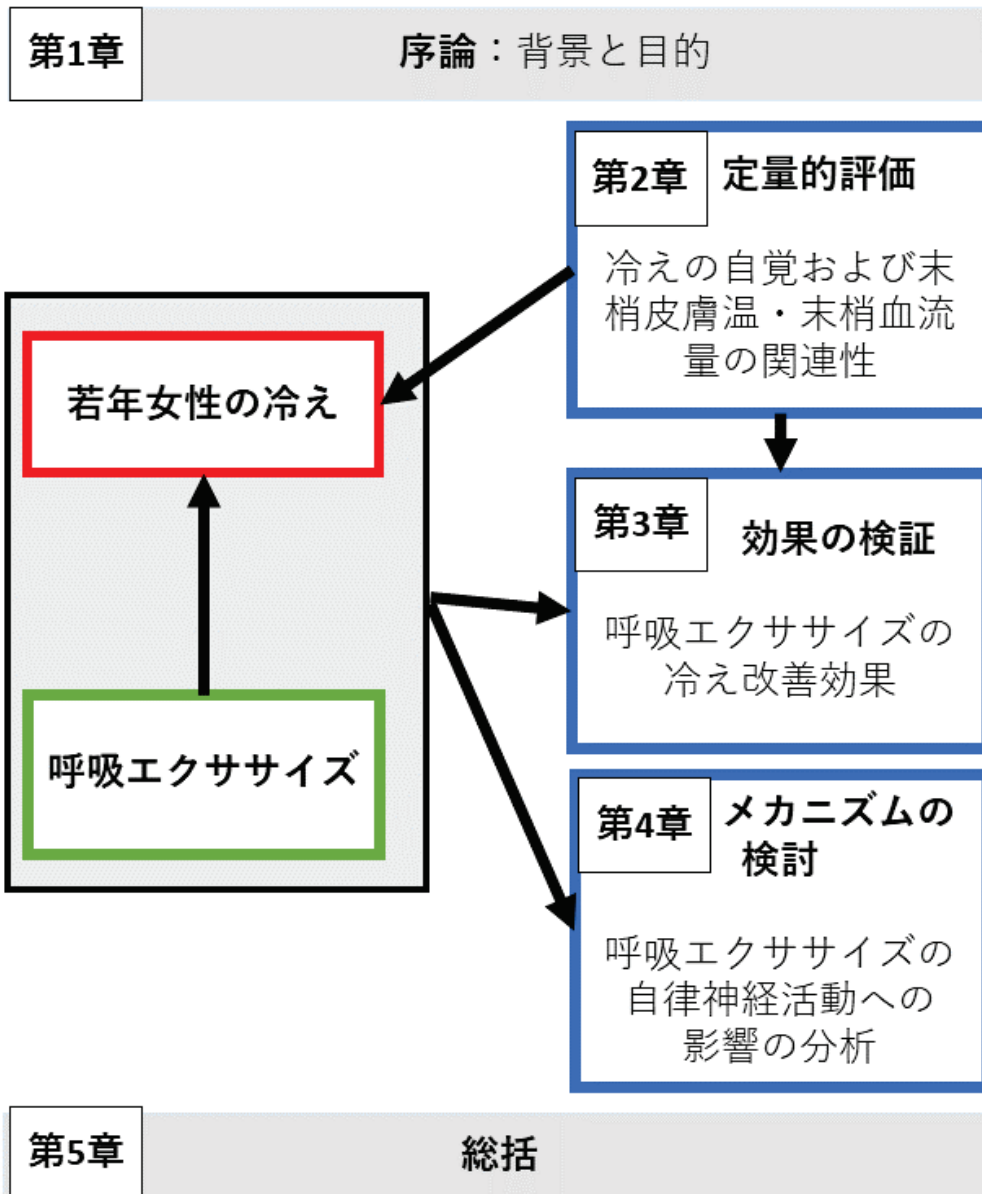 第1章
序論：背景と目的
第2章
定量的評価
冷えの自覚および末
梢皮膚温・末梢血流
量の関連性
若年女性の冷え
呼吸エクササイズ
第3章
効果の検証
呼吸エクササイズの
冷え改善効果
第4章
メカニズムの
検討
呼吸エクササイズの
自律神経活動への
影響の分析
第5章
総括